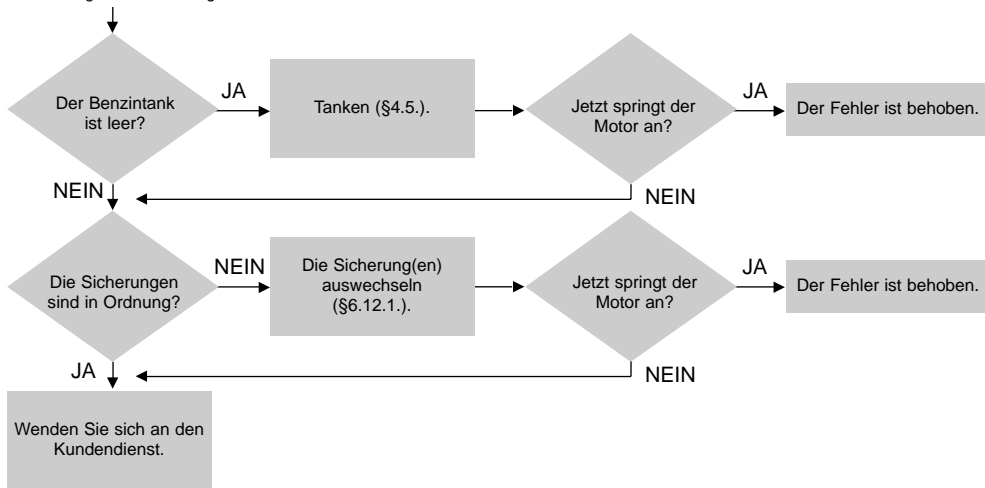 Der Benzintank
ist leer?
JA
Tanken (§4.5.).
Jetzt springt der
Motor an?
JA
Der Fehler ist behoben.
NEIN
NEIN
Die Sicherungen
sind in Ordnung?
NEIN
Die Sicherung(en)
auswechseln
(§6.12.1.).
Jetzt springt der
Motor an?
JA
Der Fehler ist behoben.
JA
NEIN
Wenden Sie sich an den
Kundendienst.